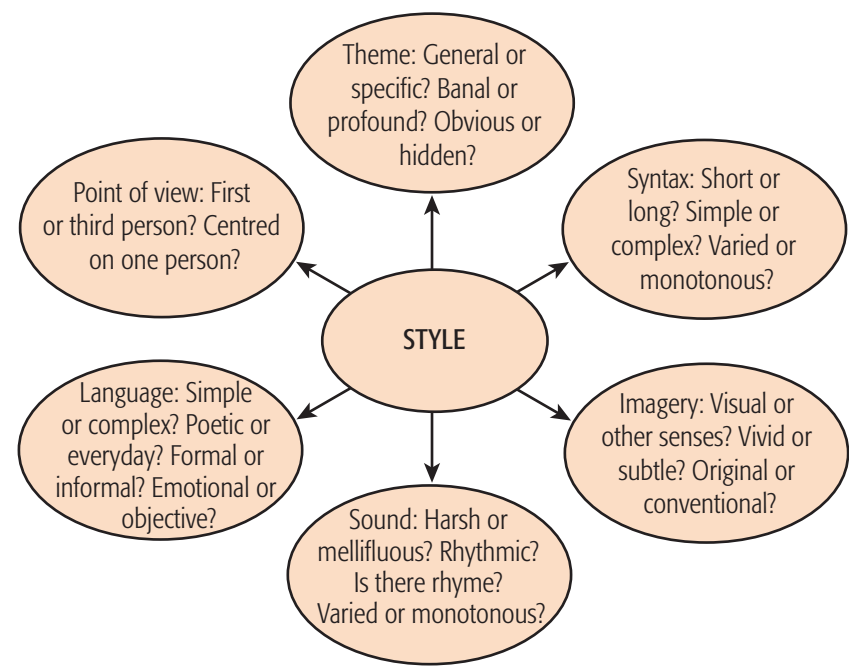 Theme: General or
specific? Banal or
profound? Obvious or
hidden?
Point of view: First
or third person? Centred
on one person?
Syntax: Short or
long? Simple or
complex? Varied or
monotonous?
STYLE
Language: Simple
or complex? Poetic or
everyday? Formal or
informal? Emotional or
objective?
Imagery: Visual or
other senses? Vivid or
subtle? Original or
conventional?
Sound: Harsh or
mellifluous? Rhythmic?
Is there rhyme?
Varied or monotonous?